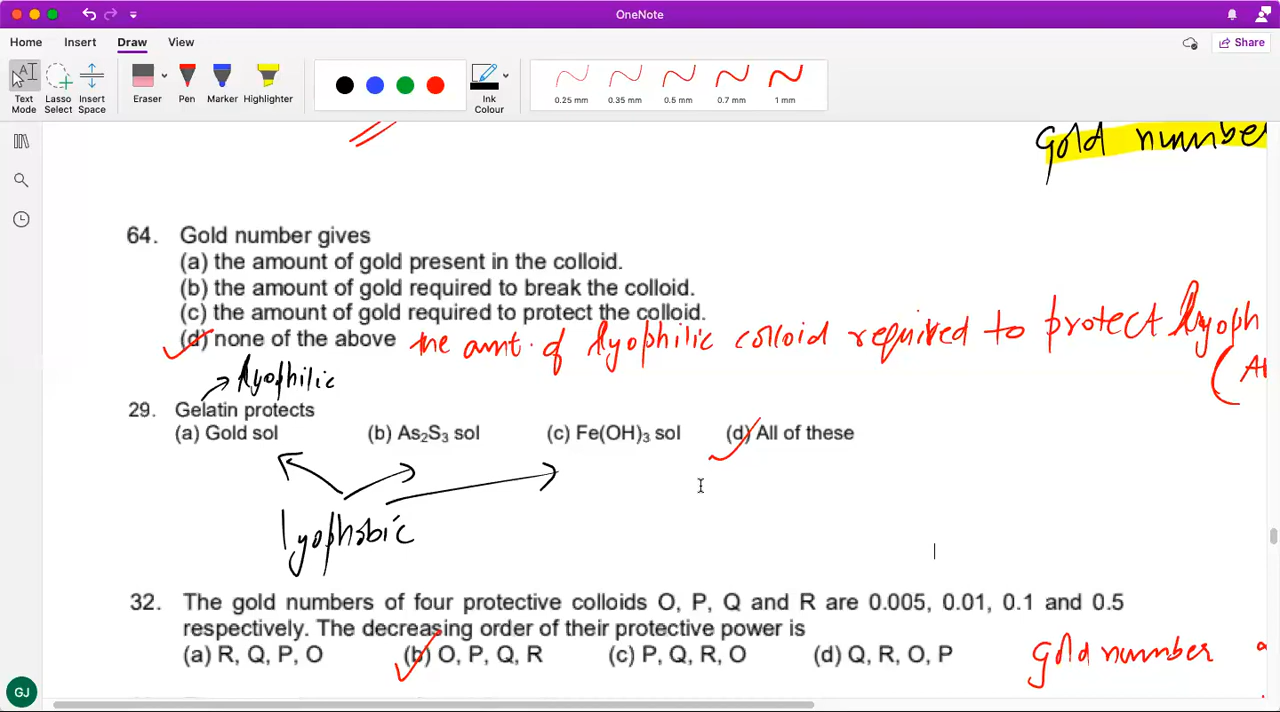 OneNote
Home Insert Draw View
Share
Text Mode
Lasso Select
Insert Space
Eraser
Pen
Marker
Highlighter
Ink Colour
0.25 mm 0.35 mm 0.5 mm 0.7 mm 1 mm
Gold number
64. Gold number gives
(a) the amount of gold present in the colloid.
(b) the amount of gold required to break the colloid.
(c) the amount of gold required to protect the colloid.
(d) none of the above the amt. of lyophilic colloid required to protect lyoph
lyophilic
29. Gelatin protects
(a) Gold sol (b) As₂S₃ sol (c) Fe(OH)₃ sol (d) All of these
lyophobic
32. The gold numbers of four protective colloids O, P, Q and R are 0.005, 0.01, 0.1 and 0.5
respectively. The decreasing order of their protective power is
(a) R, Q, P, O (b) O, P, Q, R (c) P, Q, R, O (d) Q, R, O, P gold number
GJ